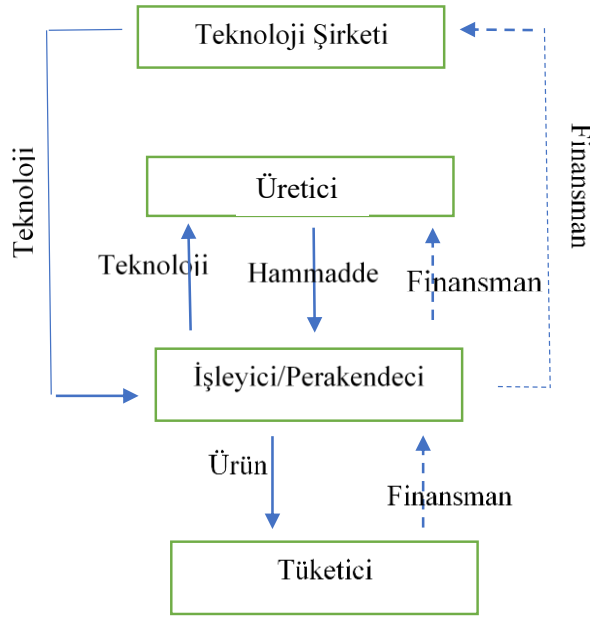 Teknoloji Şirketi
Teknoloji
Finansman
Üretici
Teknoloji
Hammadde
Finansman
İşleyici/Perakendeci
Ürün
Finansman
Tüketici